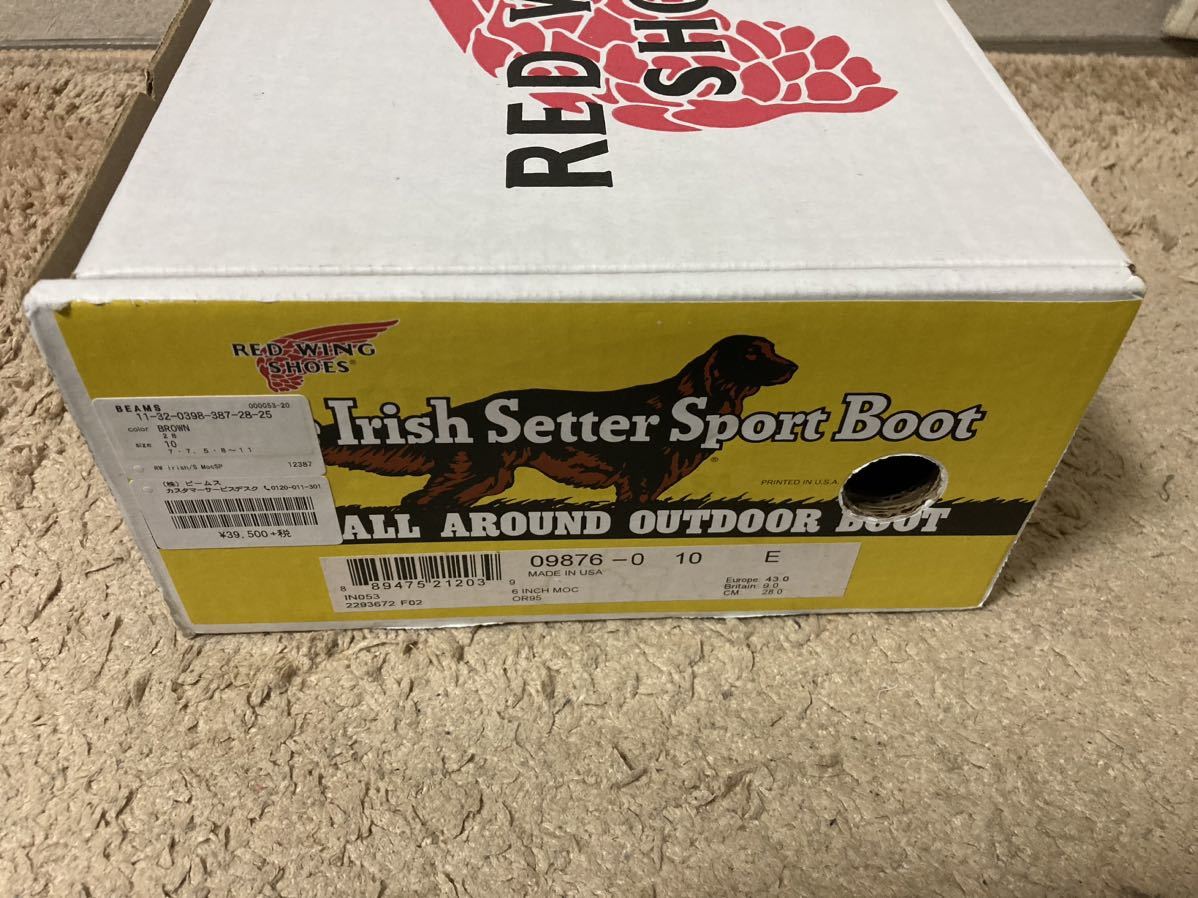 RED W
SHO
RED WING
SHOES®
Irish Setter Sport Boot
®
PRINTED IN U.S.A.
ALL AROUND OUTDOOR BOOT
BEAMS 000053-20
11-32-0398-387-28-25
color BROWN
28
size 10
7・7.5・8〜11
RW irish/S MocSP 12387
(株)ビームス
カスタマーサービスデスク 0120-011-301
¥39,500+税
8 89475 21203 9
IN053
2293672 F02
09876-0 10 E
MADE IN USA
6 INCH MOC
OR95
Europe: 43.0
Britain: 9.0
CM 28.0